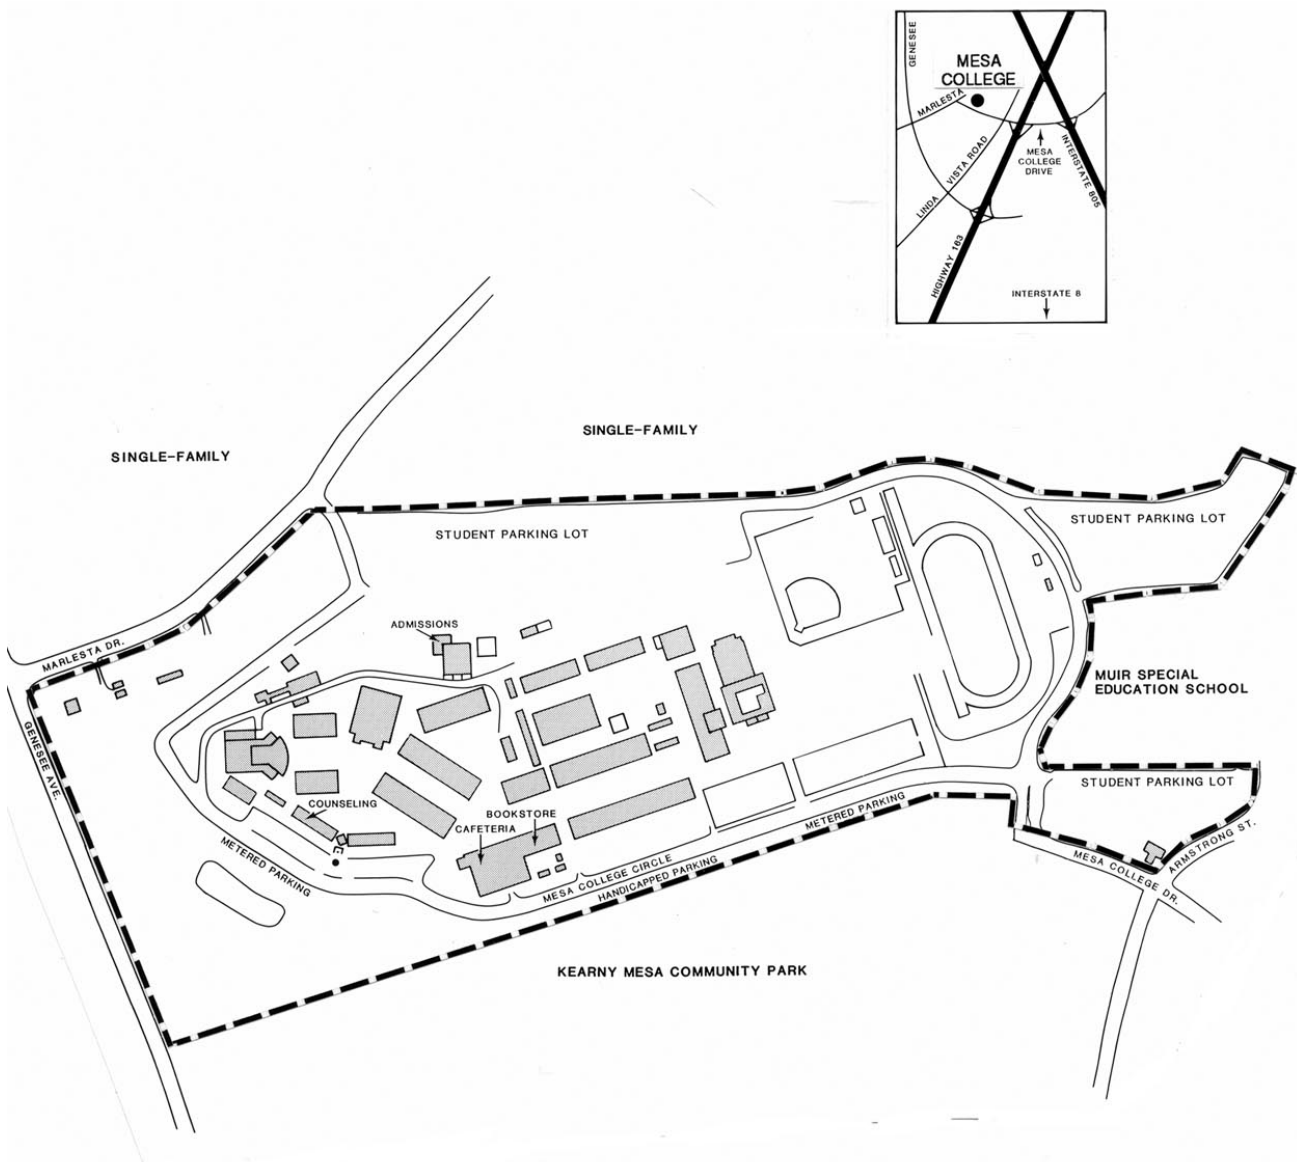 GENESEE
MESA
COLLEGE
MARLESTA
LINDA VISTA ROAD
MESA
COLLEGE
DRIVE
INTERSTATE 805
HIGHWAY 163
INTERSTATE 8
SINGLE-FAMILY
SINGLE-FAMILY
STUDENT PARKING LOT
STUDENT PARKING LOT
ADMISSIONS
MARLESTA DR.
MUIR SPECIAL
EDUCATION SCHOOL
GENESEE AVE.
STUDENT PARKING LOT
COUNSELING
BOOKSTORE
CAFETERIA
METERED PARKING
METERED PARKING
MESA COLLEGE CIRCLE
HANDICAPPED PARKING
ARMSTRONG ST.
MESA COLLEGE DR.
KEARNY MESA COMMUNITY PARK